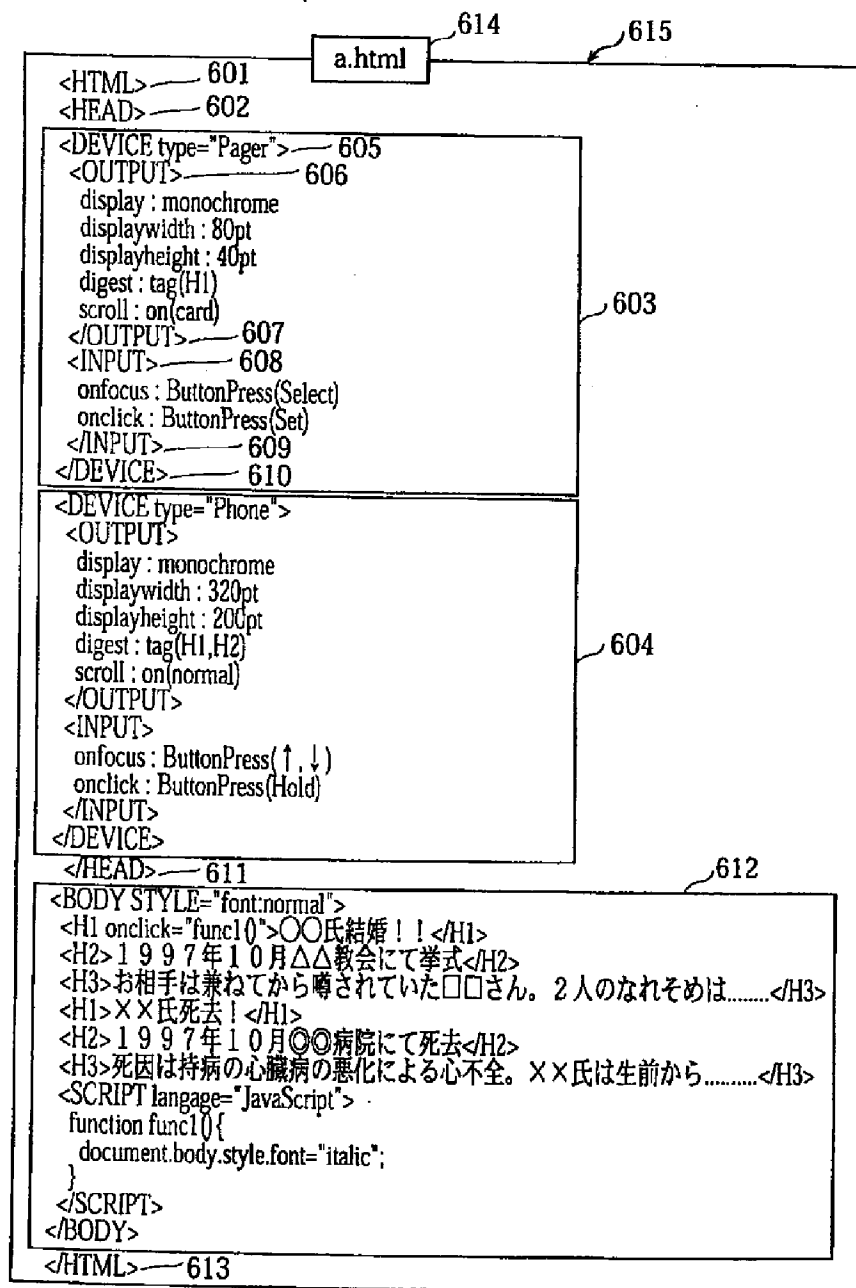 614
615
a.html
<HTML> 601
<HEAD> 602
<DEVICE type="Pager"> 605
<OUTPUT> 606
display : monochrome
displaywidth : 80pt
displayheight : 40pt
digest : tag(H1)
scroll : on(card)
603
</OUTPUT> 607
<INPUT> 608
onfocus : ButtonPress(Select)
onclick : ButtonPress(Set)
</INPUT> 609
</DEVICE> 610
<DEVICE type="Phone">
<OUTPUT>
display : monochrome
displaywidth : 320pt
displayheight : 200pt
digest : tag(H1,H2)
604
scroll : on(normal)
</OUTPUT>
<INPUT>
onfocus : ButtonPress(↑,↓)
onclick : ButtonPress(Hold)
</INPUT>
</DEVICE>
</HEAD> 611
612
<BODY STYLE="font:normal">
<H1 onclick="func1()">〇〇氏結婚！！</H1>
<H2>１９９７年１０月△△教会にて挙式</H2>
<H3>お相手は兼ねてから噂されていた□□さん。２人のなれそめは........</H3>
<H1>××氏死去！</H1>
<H2>１９９７年１０月◎◎病院にて死去</H2>
<H3>死因は持病の心臓病の悪化による心不全。××氏は生前から..........</H3>
<SCRIPT langage="JavaScript">
function func1(){
document.body.style.font="italic";
}
</SCRIPT>
</BODY>
</HTML> 613